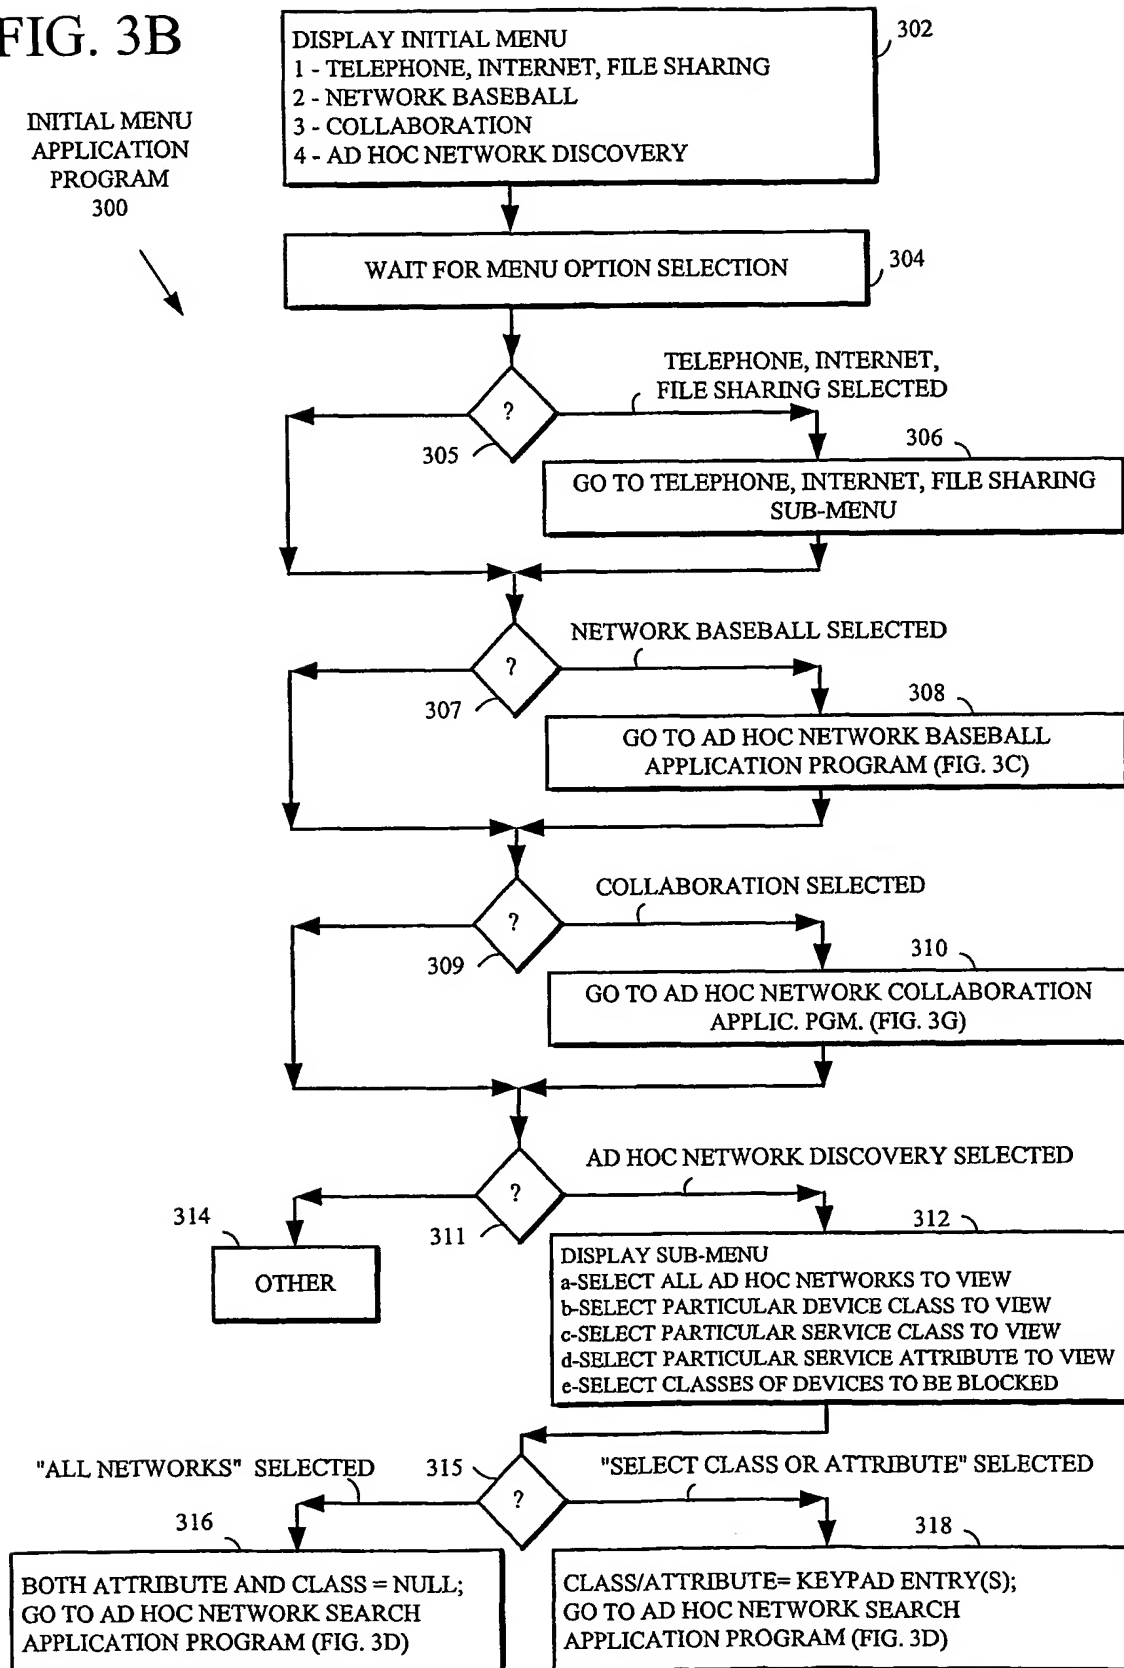 FIG. 3B
INITIAL MENU
APPLICATION
PROGRAM
300
DISPLAY INITIAL MENU
1 - TELEPHONE, INTERNET, FILE SHARING
2 - NETWORK BASEBALL
3 - COLLABORATION
4 - AD HOC NETWORK DISCOVERY
302
WAIT FOR MENU OPTION SELECTION
304
?
305
TELEPHONE, INTERNET,
FILE SHARING SELECTED
306
GO TO TELEPHONE, INTERNET, FILE SHARING
SUB-MENU
?
307
NETWORK BASEBALL SELECTED
308
GO TO AD HOC NETWORK BASEBALL
APPLICATION PROGRAM (FIG. 3C)
?
309
COLLABORATION SELECTED
310
GO TO AD HOC NETWORK COLLABORATION
APPLIC. PGM. (FIG. 3G)
?
311
AD HOC NETWORK DISCOVERY SELECTED
314
OTHER
312
DISPLAY SUB-MENU
a-SELECT ALL AD HOC NETWORKS TO VIEW
b-SELECT PARTICULAR DEVICE CLASS TO VIEW
c-SELECT PARTICULAR SERVICE CLASS TO VIEW
d-SELECT PARTICULAR SERVICE ATTRIBUTE TO VIEW
e-SELECT CLASSES OF DEVICES TO BE BLOCKED
"ALL NETWORKS" SELECTED
315
?
"SELECT CLASS OR ATTRIBUTE" SELECTED
316
BOTH ATTRIBUTE AND CLASS = NULL;
GO TO AD HOC NETWORK SEARCH
APPLICATION PROGRAM (FIG. 3D)
318
CLASS/ATTRIBUTE= KEYPAD ENTRY(S);
GO TO AD HOC NETWORK SEARCH
APPLICATION PROGRAM (FIG. 3D)